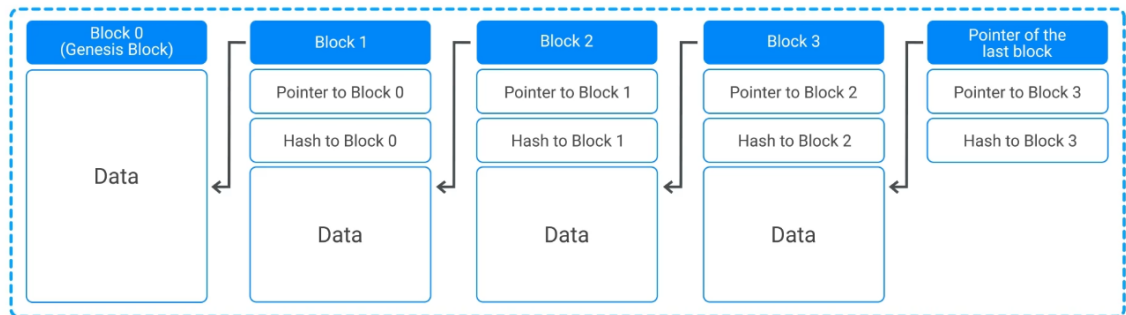 Block 0
(Genesis Block)
Data
Block 1
Pointer to Block 0
Hash to Block 0
Data
Block 2
Pointer to Block 1
Hash to Block 1
Data
Block 3
Pointer to Block 2
Hash to Block 2
Data
Pointer of the
last block
Pointer to Block 3
Hash to Block 3